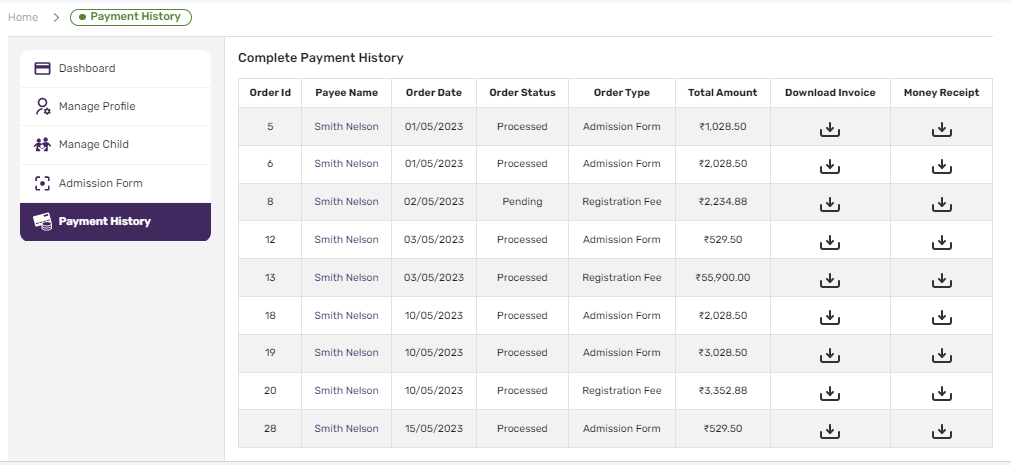 Home > Payment History
Dashboard
Manage Profile
Manage Child
Admission Form
Payment History
Complete Payment History
Order Id Payee Name Order Date Order Status Order Type Total Amount Download Invoice Money Receipt
5 Smith Nelson 01/05/2023 Processed Admission Form ₹1,028.50
6 Smith Nelson 01/05/2023 Processed Admission Form ₹2,028.50
8 Smith Nelson 02/05/2023 Pending Registration Fee ₹2,234.88
12 Smith Nelson 03/05/2023 Processed Admission Form ₹529.50
13 Smith Nelson 03/05/2023 Processed Registration Fee ₹55,900.00
18 Smith Nelson 10/05/2023 Processed Admission Form ₹2,028.50
19 Smith Nelson 10/05/2023 Processed Admission Form ₹3,028.50
20 Smith Nelson 10/05/2023 Processed Registration Fee ₹3,352.88
28 Smith Nelson 15/05/2023 Processed Admission Form ₹529.50